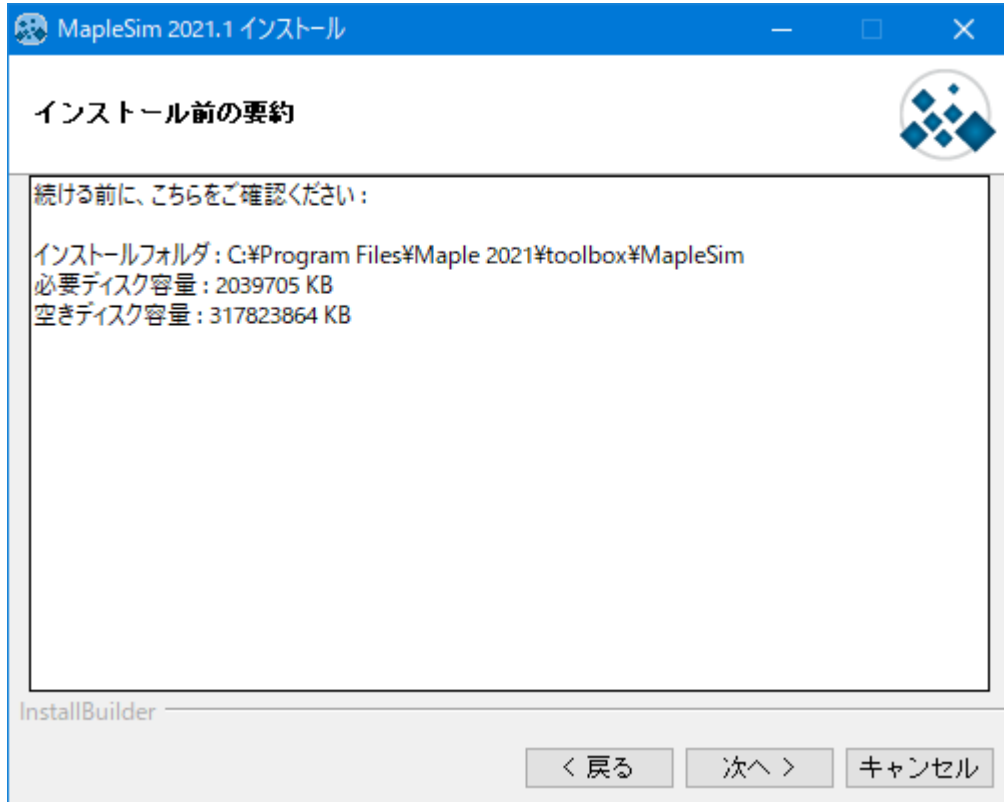 MapleSim 2021.1 インストール
インストール前の要約
続ける前に、こちらをご確認ください :
インストールフォルダ : C:¥Program Files¥Maple 2021¥toolbox¥MapleSim
必要ディスク容量 : 2039705 KB
空きディスク容量 : 317823864 KB
InstallBuilder
< 戻る 次へ > キャンセル